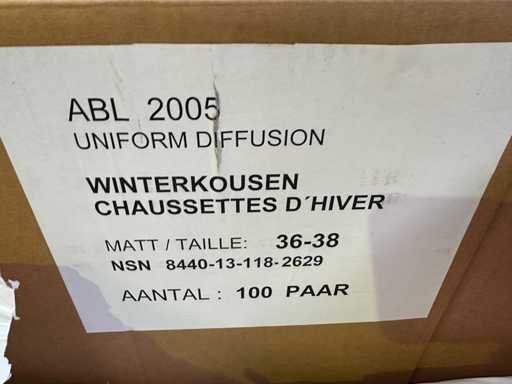 ABL 2005
UNIFORM DIFFUSION
WINTERKOUSEN
CHAUSSETTES D´HIVER
MATT / TAILLE: 36-38
NSN 8440-13-118-2629
AANTAL : 100 PAAR